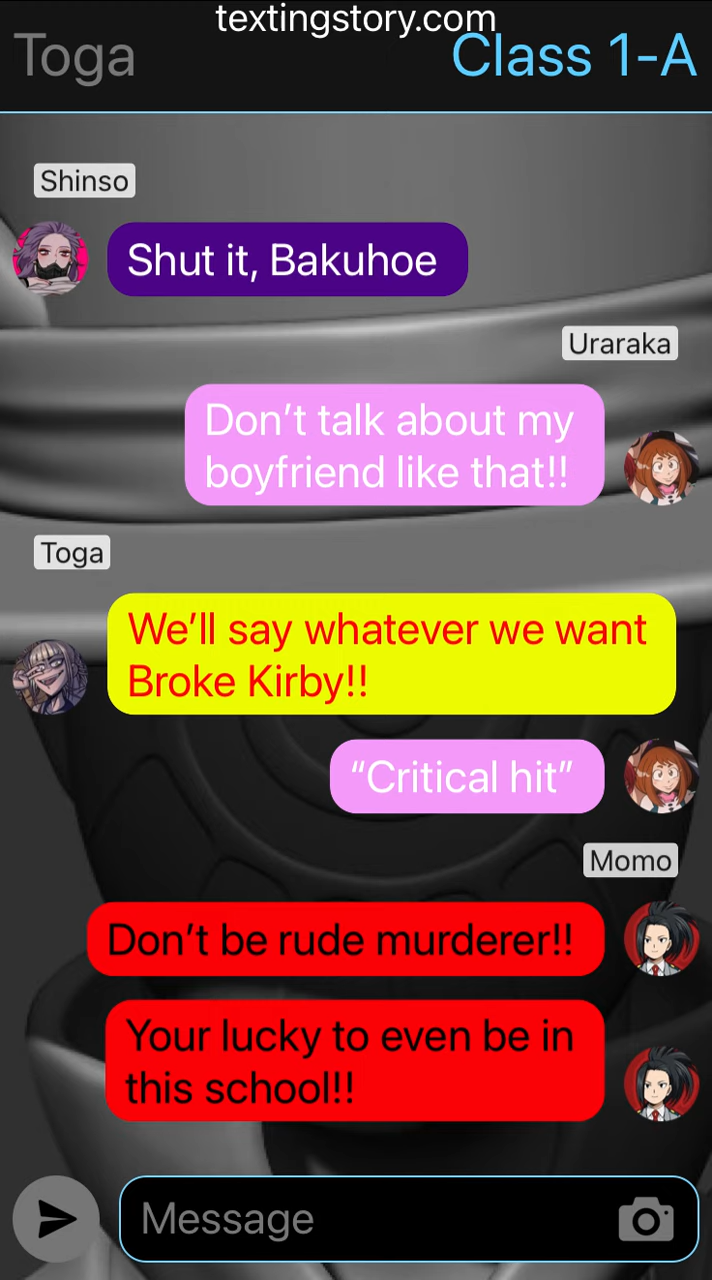 textingstory.com
Toga
Class 1-A
Shinso
Shut it, Bakuhoe
Uraraka
Don’t talk about my
boyfriend like that!!
Toga
We’ll say whatever we want
Broke Kirby!!
“Critical hit”
Momo
Don’t be rude murderer!!
Your lucky to even be in
this school!!
Message